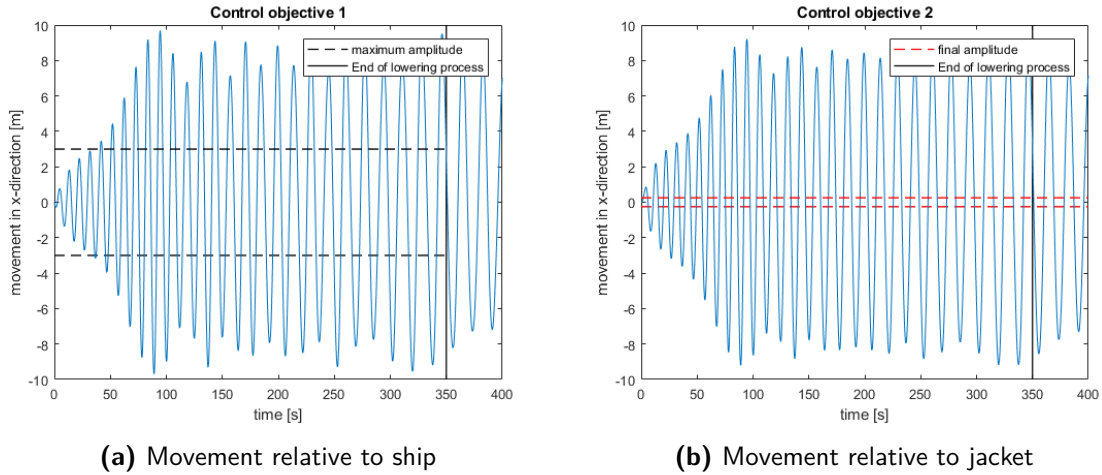 Control objective 1
10
8
6
4
2
0
-2
-4
-6
-8
-10
movement in x-direction [m]
maximum amplitude
End of lowering process
0 50 100 150 200 250 300 350 400
time [s]
(a) Movement relative to ship
Control objective 2
10
8
6
4
2
0
-2
-4
-6
-8
-10
movement in x-direction [m]
final amplitude
End of lowering process
0 50 100 150 200 250 300 350 400
time [s]
(b) Movement relative to jacket